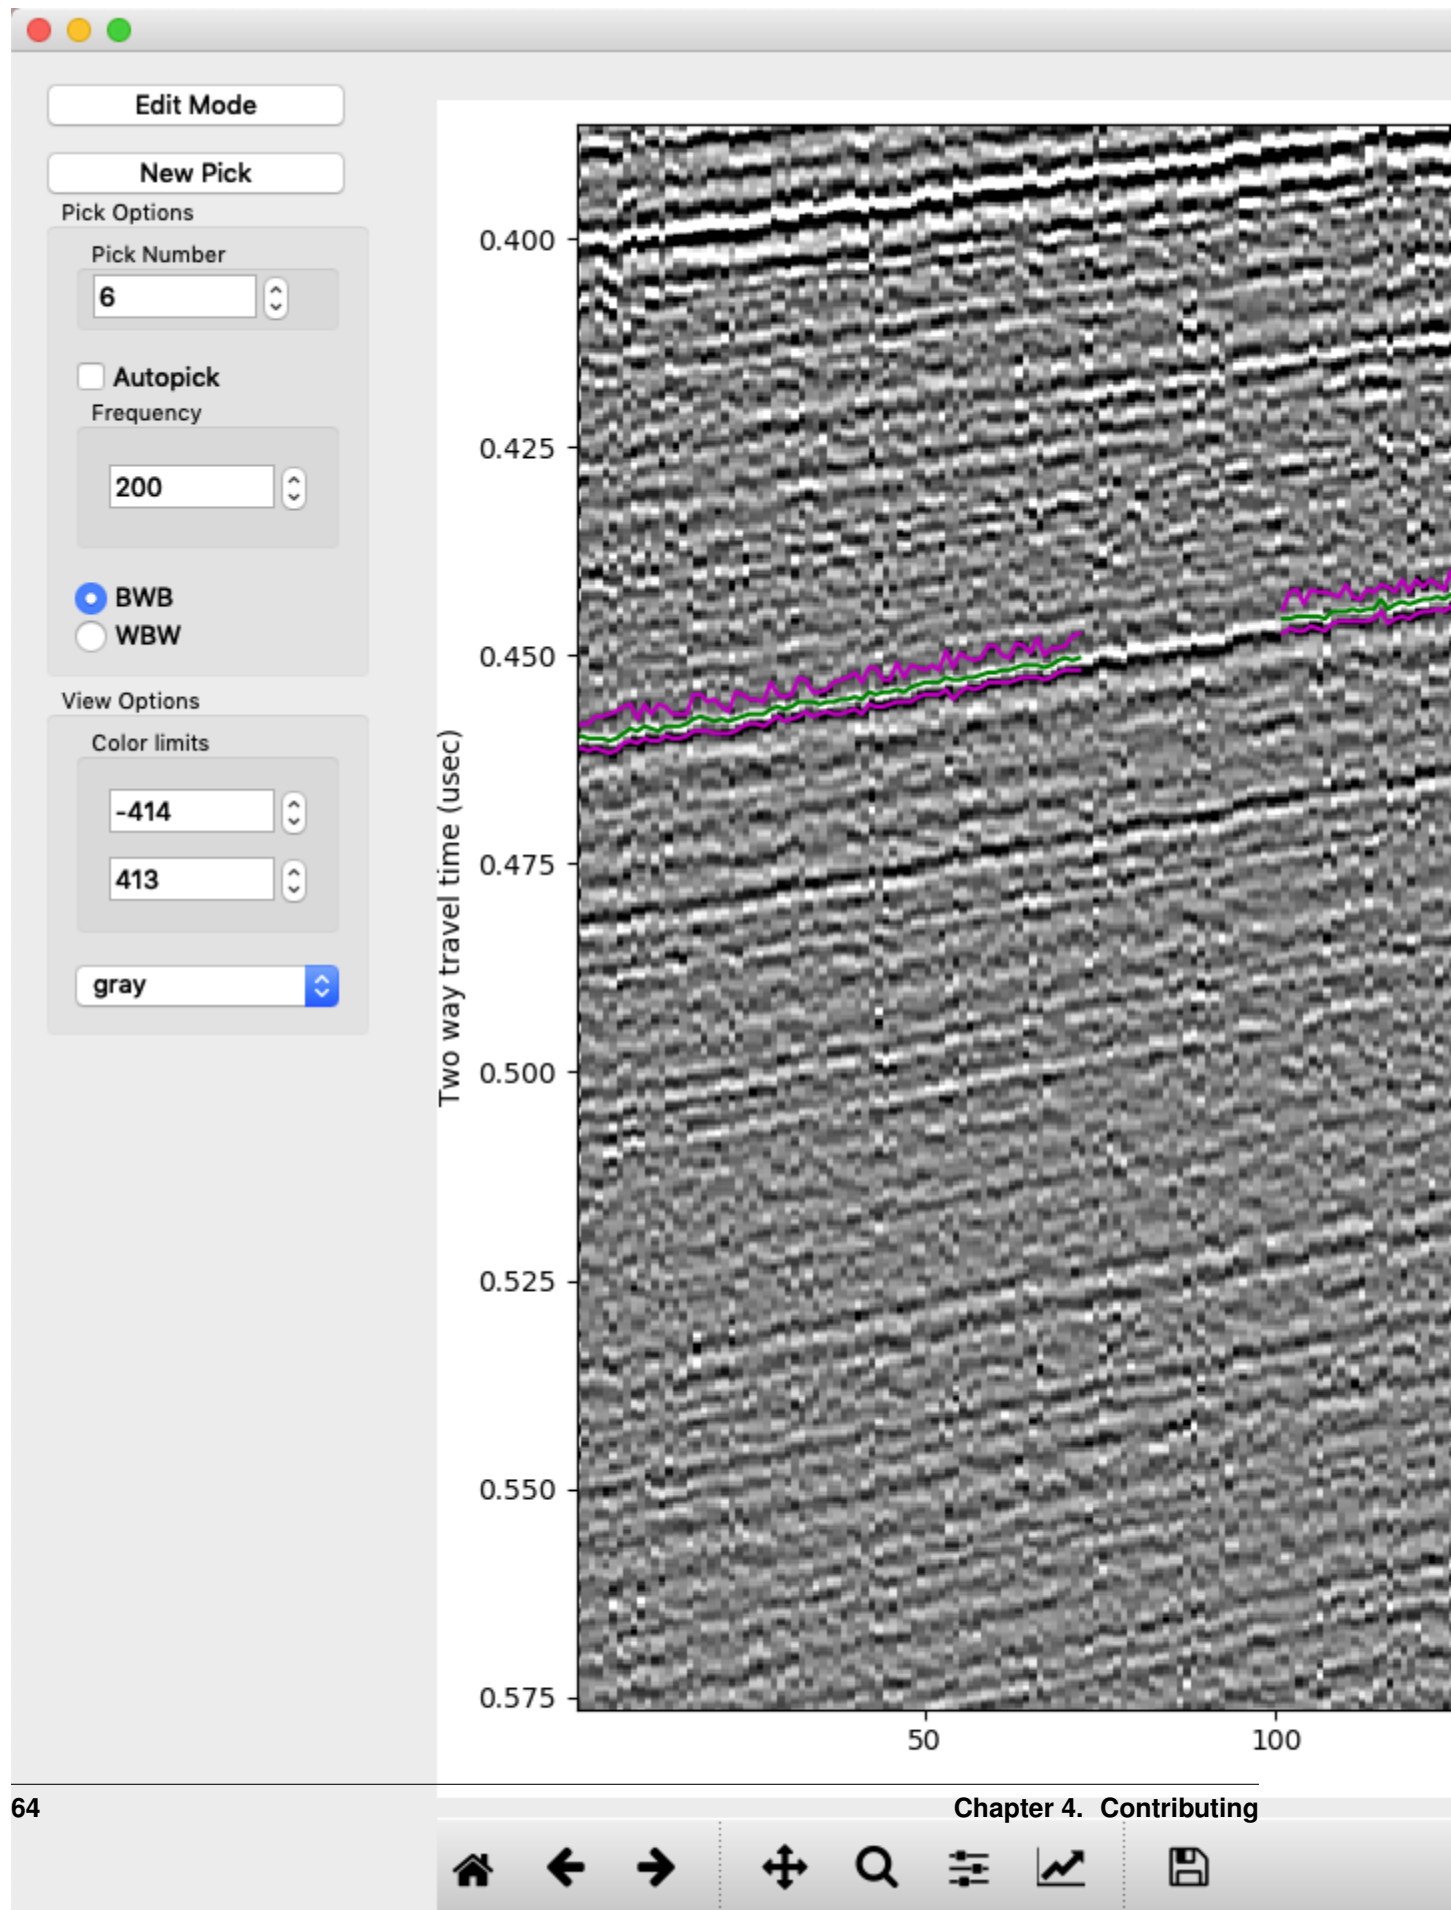 Edit Mode
New Pick
Pick Options
Pick Number
6
Autopick
Frequency
200
BWB
WBW
View Options
Color limits
-414
413
gray
Two way travel time (usec)
0.400
0.425
0.450
0.475
0.500
0.525
0.550
0.575
50
100
64
Chapter 4. Contributing